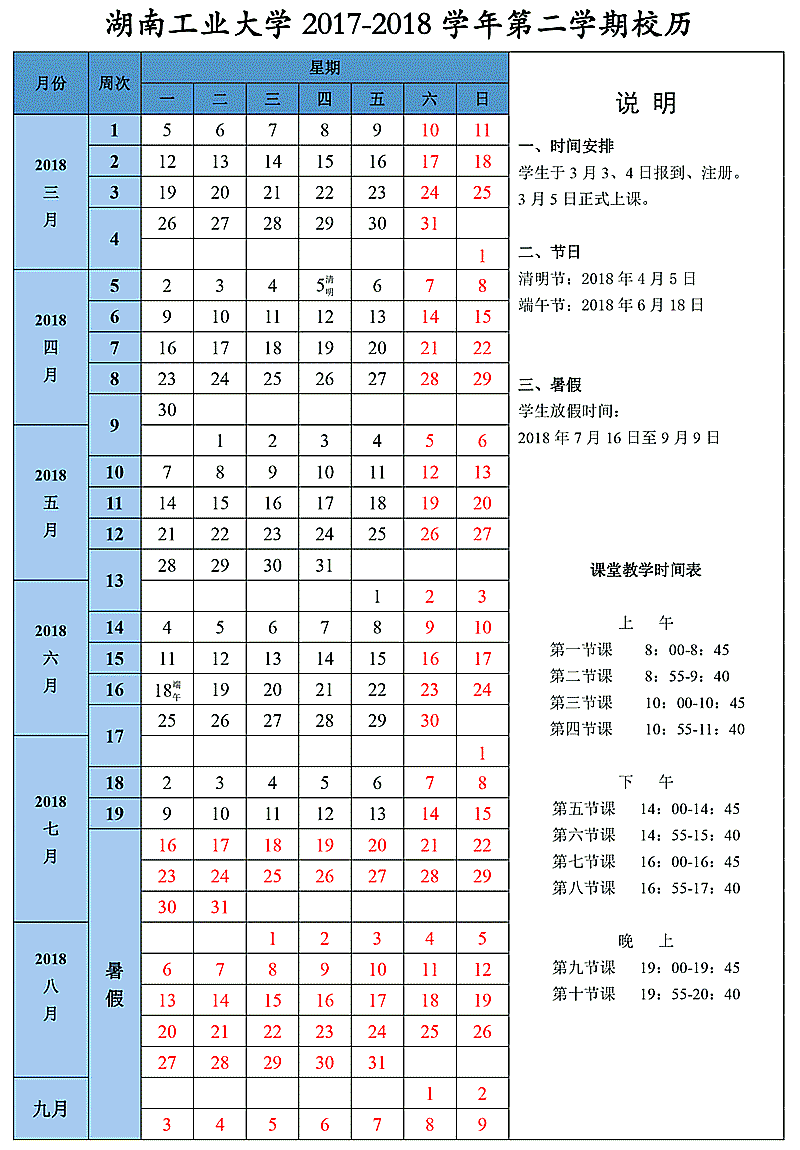 湖南工业大学 2017-2018 学年第二学期校历
月份 周次 星期
一 二 三 四 五 六 日
2018 三 月
1 5 6 7 8 9 10 11
2 12 13 14 15 16 17 18
3 19 20 21 22 23 24 25
4 26 27 28 29 30 31
1
2018 四 月
5 2 3 4 5清明 6 7 8
6 9 10 11 12 13 14 15
7 16 17 18 19 20 21 22
8 23 24 25 26 27 28 29
9 30
2018 五 月
1 2 3 4 5 6
10 7 8 9 10 11 12 13
11 14 15 16 17 18 19 20
12 21 22 23 24 25 26 27
13 28 29 30 31
2018 六 月
1 2 3
14 4 5 6 7 8 9 10
15 11 12 13 14 15 16 17
16 18端午 19 20 21 22 23 24
17 25 26 27 28 29 30
2018 七 月
1
18 2 3 4 5 6 7 8
19 9 10 11 12 13 14 15
暑假
16 17 18 19 20 21 22
23 24 25 26 27 28 29
30 31
2018 八 月
1 2 3 4 5
6 7 8 9 10 11 12
13 14 15 16 17 18 19
20 21 22 23 24 25 26
27 28 29 30 31
九月
1 2
3 4 5 6 7 8 9
说 明
一、时间安排
学生于 3 月 3、4 日报到、注册。
3 月 5 日正式上课。
二、节日
清明节：2018 年 4 月 5 日
端午节：2018 年 6 月 18 日
三、暑假
学生放假时间：
2018 年 7 月 16 日至 9 月 9 日
课堂教学时间表
上 午
第一节课 8：00-8：45
第二节课 8：55-9：40
第三节课 10：00-10：45
第四节课 10：55-11：40
下 午
第五节课 14：00-14：45
第六节课 14：55-15：40
第七节课 16：00-16：45
第八节课 16：55-17：40
晚 上
第九节课 19：00-19：45
第十节课 19：55-20：40